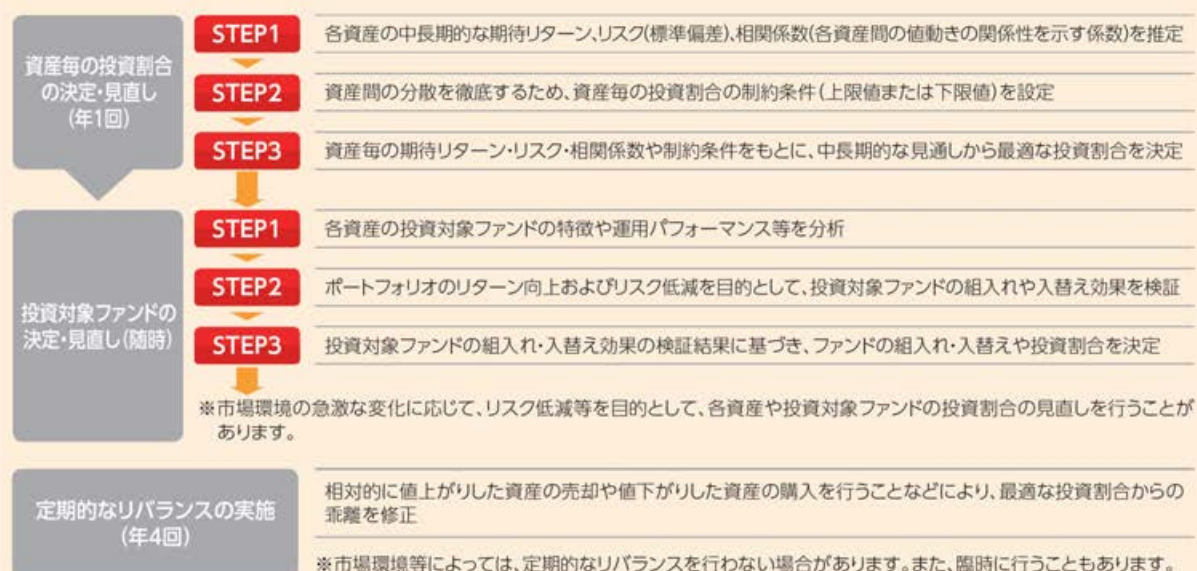 資産毎の投資割合
の決定・見直し
(年1回)
STEP1
各資産の中長期的な期待リターン、リスク(標準偏差)、相関係数(各資産間の値動きの関係性を示す係数)を推定
STEP2
資産間の分散を徹底するため、資産毎の投資割合の制約条件(上限値または下限値)を設定
STEP3
資産毎の期待リターン・リスク・相関係数や制約条件をもとに、中長期的な見通しから最適な投資割合を決定
投資対象ファンドの
決定・見直し(随時)
STEP1
各資産の投資対象ファンドの特徴や運用パフォーマンス等を分析
STEP2
ポートフォリオのリターン向上およびリスク低減を目的として、投資対象ファンドの組入れや入替え効果を検証
STEP3
投資対象ファンドの組入れ・入替え効果の検証結果に基づき、ファンドの組入れ・入替えや投資割合を決定
※市場環境の急激な変化に応じて、リスク低減等を目的として、各資産や投資対象ファンドの投資割合の見直しを行うことが
あります。
定期的なリバランスの実施
(年4回)
相対的に値上がりした資産の売却や値下がりした資産の購入を行うことなどにより、最適な投資割合からの
乖離を修正
※市場環境等によっては、定期的なリバランスを行わない場合があります。また、臨時に行うこともあります。